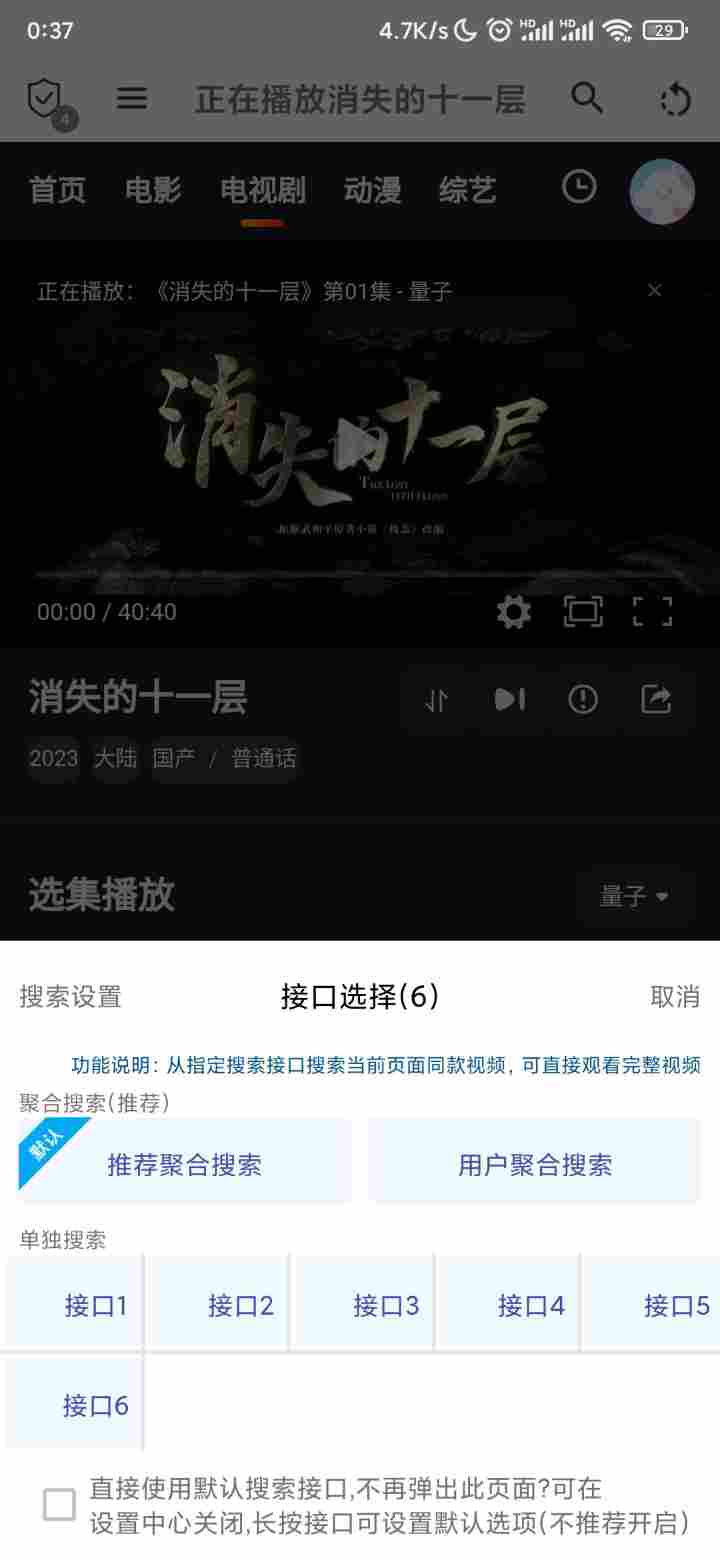 0:37
4.7K/s
HD
HD
29
4
正在播放消失的十一层
首页 电影 电视剧 动漫 综艺
正在播放：《消失的十一层》第01集 - 量子
消失的十一层
00:00 / 40:40
消失的十一层
2023 大陆 国产 / 普通话
选集播放
量子
搜索设置 接口选择(6) 取消
功能说明：从指定搜索接口搜索当前页面同款视频，可直接观看完整视频
聚合搜索(推荐)
默认
推荐聚合搜索 用户聚合搜索
单独搜索
接口1 接口2 接口3 接口4 接口5
接口6
直接使用默认搜索接口,不再弹出此页面?可在
设置中心关闭,长按接口可设置默认选项(不推荐开启)